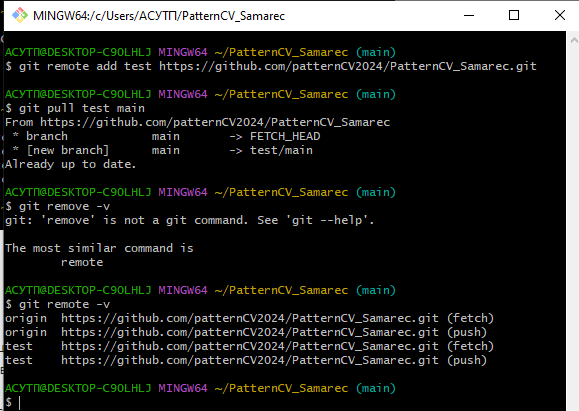 MINGW64:/c/Users/АСУТП/PatternCV_Samarec
АСУТП@DESKTOP-C9OLHLJ MINGW64 ~/PatternCV_Samarec (main)
$ git remote add test https://github.com/patternCV2024/PatternCV_Samarec.git
АСУТП@DESKTOP-C9OLHLJ MINGW64 ~/PatternCV_Samarec (main)
$ git pull test main
From https://github.com/patternCV2024/PatternCV_Samarec
 * branch            main       -> FETCH_HEAD
 * [new branch]      main       -> test/main
Already up to date.
АСУТП@DESKTOP-C9OLHLJ MINGW64 ~/PatternCV_Samarec (main)
$ git remove -v
git: 'remove' is not a git command. See 'git --help'.
The most similar command is
        remote
АСУТП@DESKTOP-C9OLHLJ MINGW64 ~/PatternCV_Samarec (main)
$ git remote -v
origin  https://github.com/patternCV2024/PatternCV_Samarec.git (fetch)
origin  https://github.com/patternCV2024/PatternCV_Samarec.git (push)
test    https://github.com/patternCV2024/PatternCV_Samarec.git (fetch)
test    https://github.com/patternCV2024/PatternCV_Samarec.git (push)
АСУТП@DESKTOP-C9OLHLJ MINGW64 ~/PatternCV_Samarec (main)
$